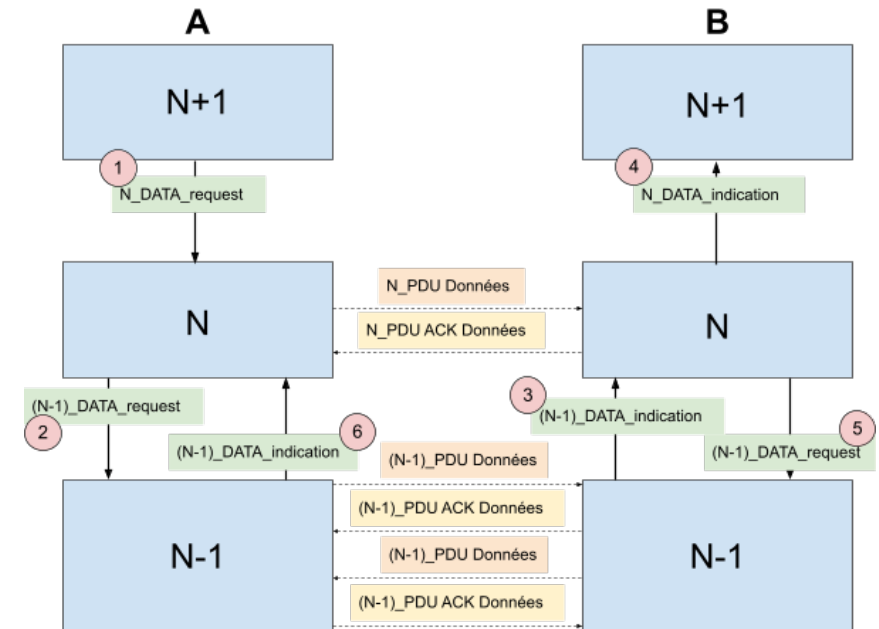 A
B
N+1
N+1
1
N_DATA_request
4
N_DATA_indication
N
N_PDU Données
N_PDU ACK Données
N
(N-1)_DATA_request
2
(N-1)_DATA_indication
6
3
(N-1)_DATA_indication
5
(N-1)_DATA_request
N-1
(N-1)_PDU Données
(N-1)_PDU ACK Données
(N-1)_PDU Données
(N-1)_PDU ACK Données
N-1